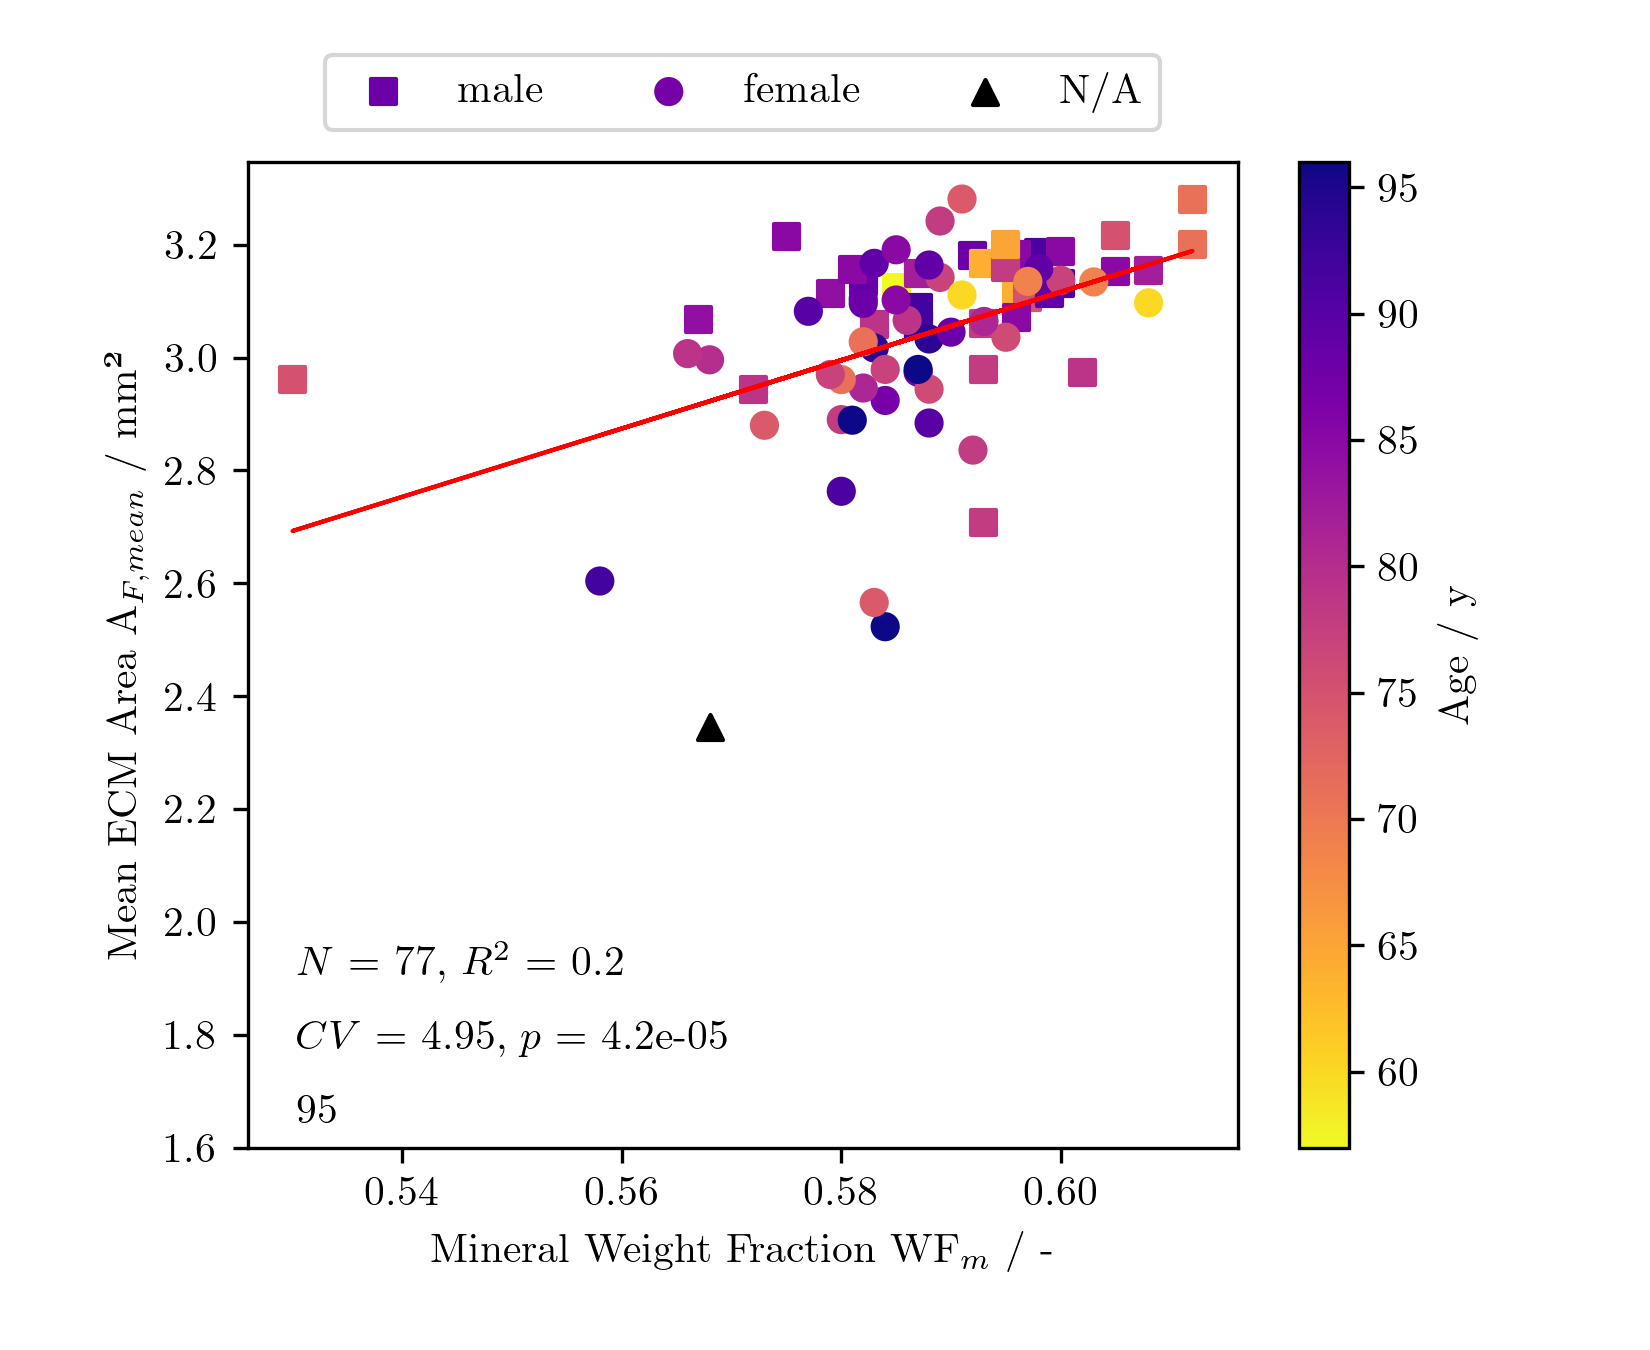 male female N/A
3.2
3.0
2.8
2.6
2.4
2.2
2.0
1.8
1.6
Mean ECM Area A_{F,mean} / mm²
N = 77, R² = 0.2
CV = 4.95, p = 4.2e-05
95
0.54 0.56 0.58 0.60
Mineral Weight Fraction WF_m / -
95
90
85
80
75
70
65
60
Age / y